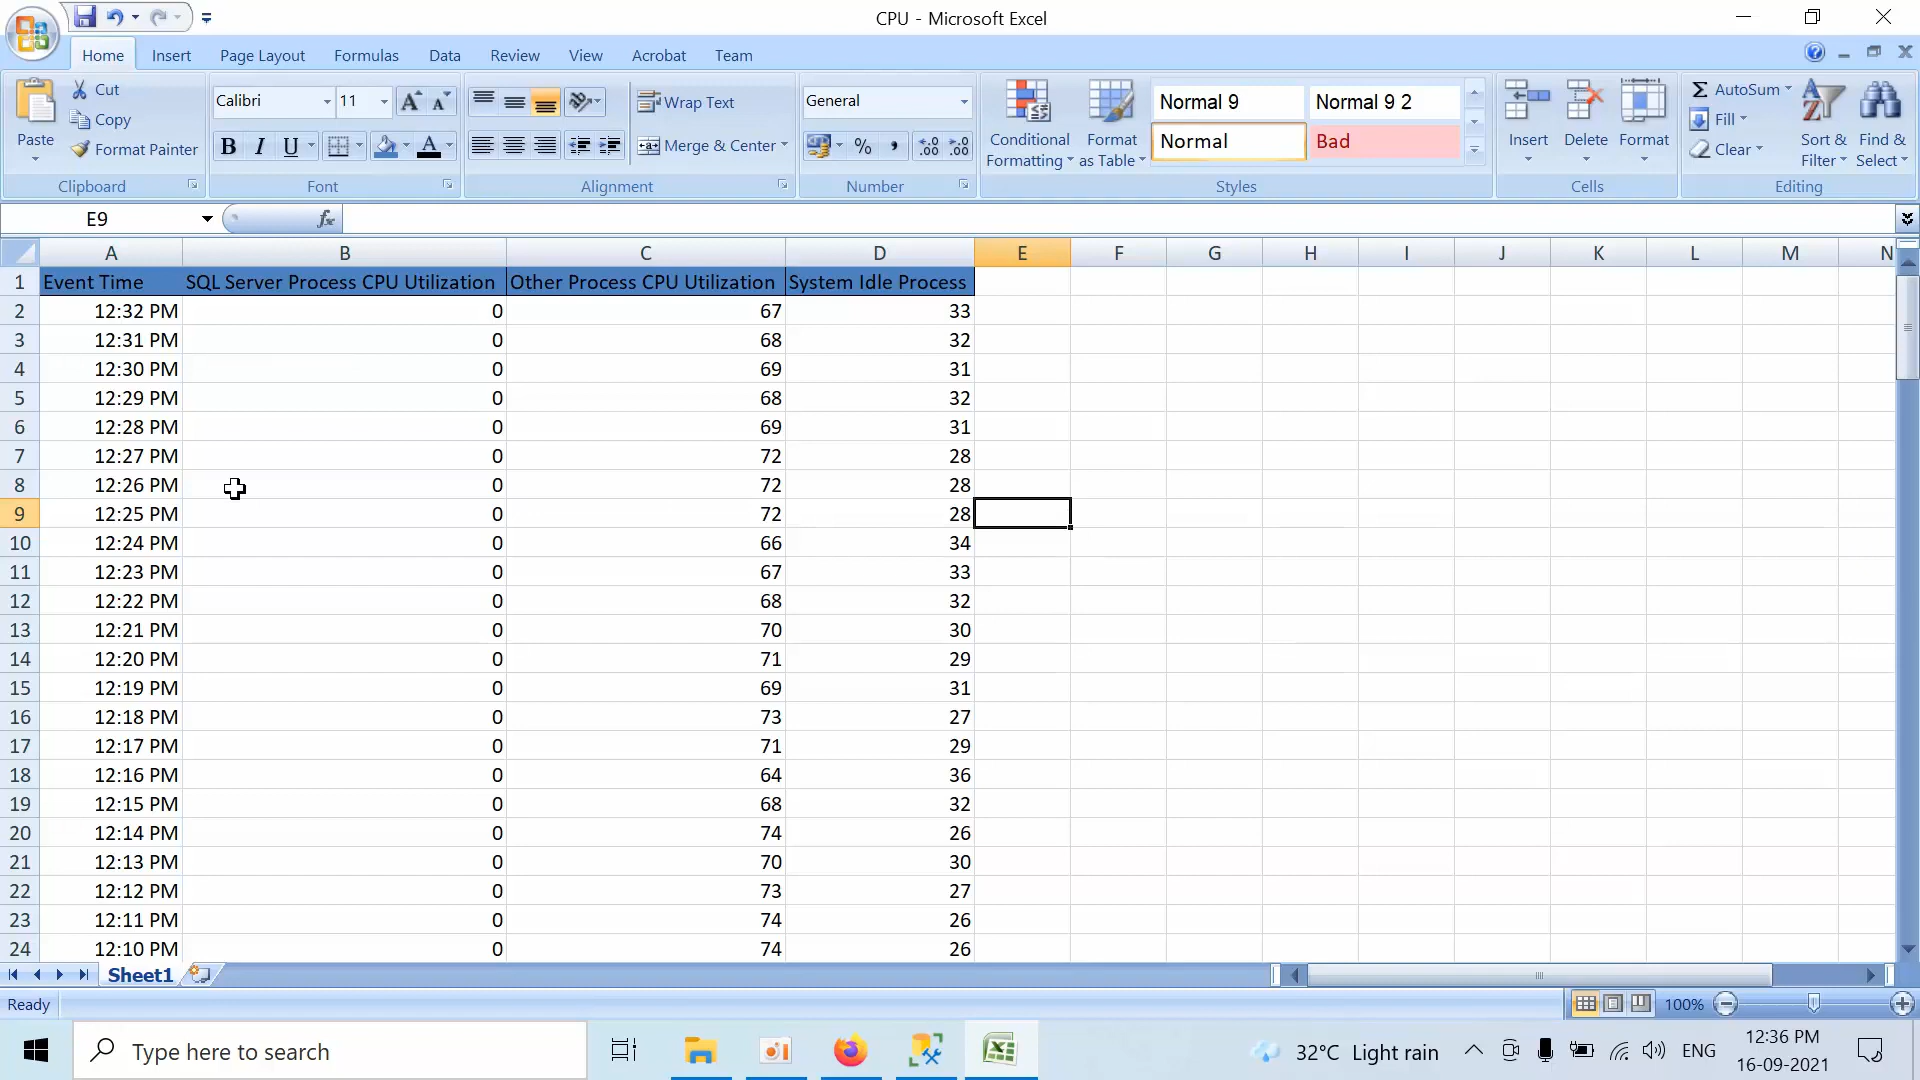 CPU - Microsoft Excel
Home Insert Page Layout Formulas Data Review View Acrobat Team
Paste
Cut
Copy
Format Painter
Clipboard
Calibri 11
B I U
Font
Wrap Text
Merge & Center
Alignment
General
Number
Conditional Formatting
Format as Table
Normal 9 Normal 9 2
Normal Bad
Styles
Insert Delete Format
Cells
AutoSum
Fill
Clear
Sort & Filter
Find & Select
Editing
E9 fx
A B C D E F G H I J K L M N
1 Event Time SQL Server Process CPU Utilization Other Process CPU Utilization System Idle Process
2 12:32 PM 0 67 33
3 12:31 PM 0 68 32
4 12:30 PM 0 69 31
5 12:29 PM 0 68 32
6 12:28 PM 0 69 31
7 12:27 PM 0 72 28
8 12:26 PM 0 72 28
9 12:25 PM 0 72 28
10 12:24 PM 0 66 34
11 12:23 PM 0 67 33
12 12:22 PM 0 68 32
13 12:21 PM 0 70 30
14 12:20 PM 0 71 29
15 12:19 PM 0 69 31
16 12:18 PM 0 73 27
17 12:17 PM 0 71 29
18 12:16 PM 0 64 36
19 12:15 PM 0 68 32
20 12:14 PM 0 74 26
21 12:13 PM 0 70 30
22 12:12 PM 0 73 27
23 12:11 PM 0 74 26
24 12:10 PM 0 74 26
Sheet1
Ready 100%
Type here to search
32°C Light rain
ENG
12:36 PM
16-09-2021